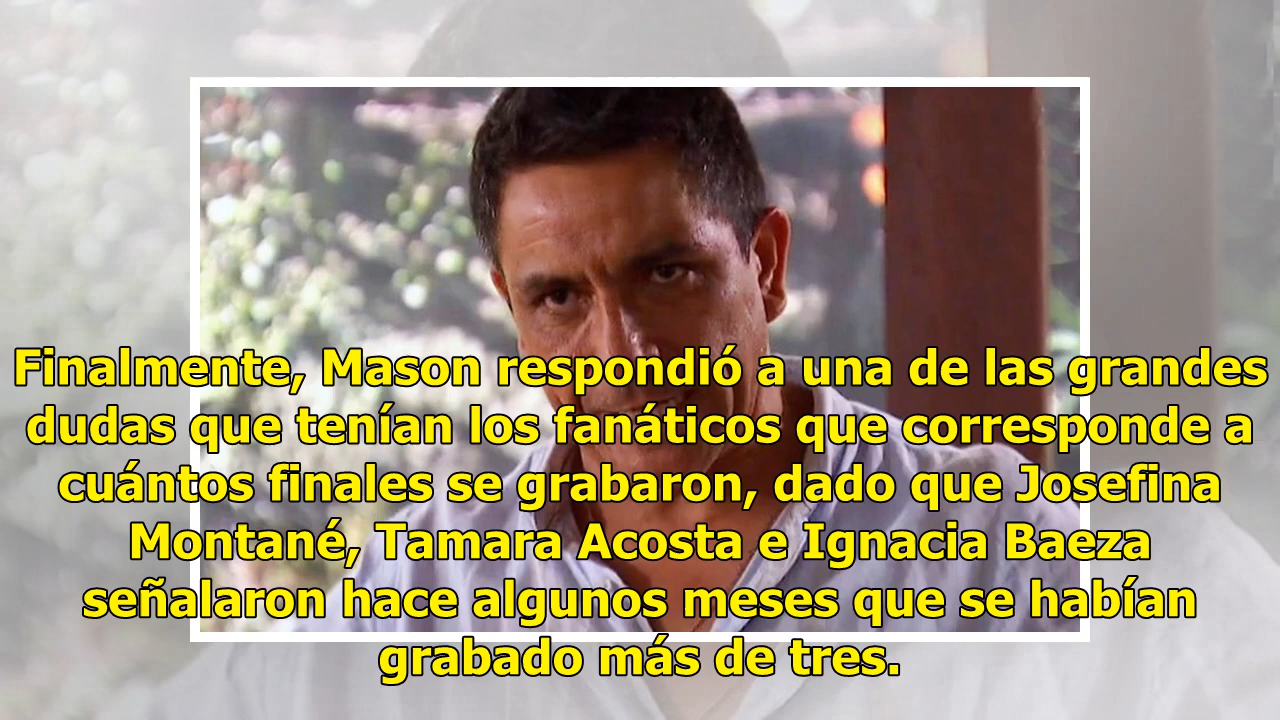 Finalmente, Mason respondió a una de las grandes
dudas que tenían los fanáticos que corresponde a
cuántos finales se grabaron, dado que Josefina
Montané, Tamara Acosta e Ignacia Baeza
señalaron hace algunos meses que se habían
grabado más de tres.